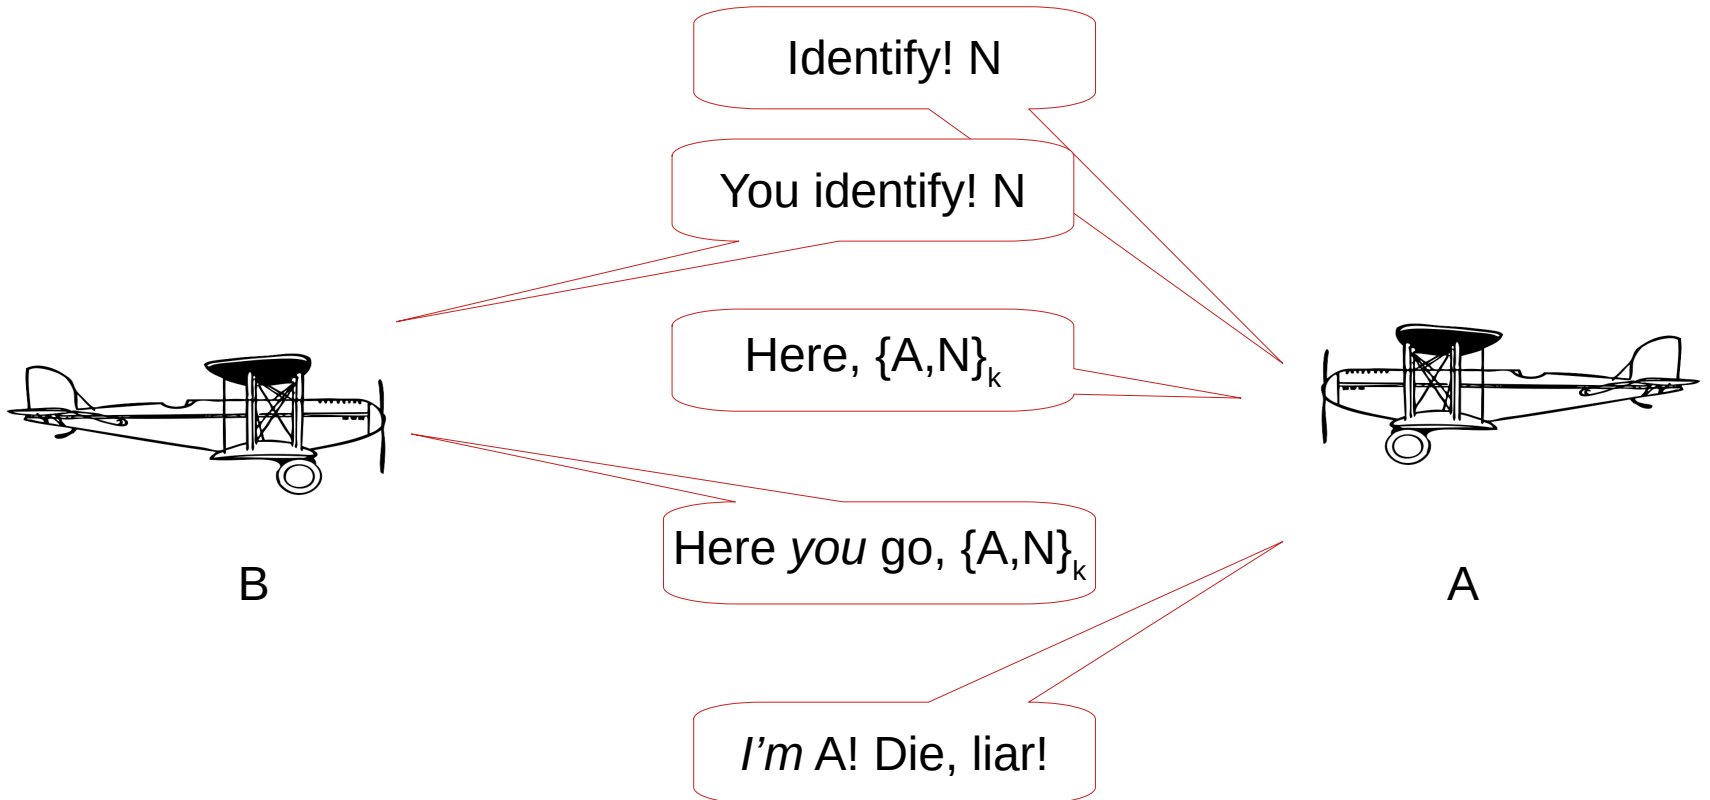 Identify! N
You identify! N
Here, {A,N}k
Here you go, {A,N}k
B
A
I’m A! Die, liar!